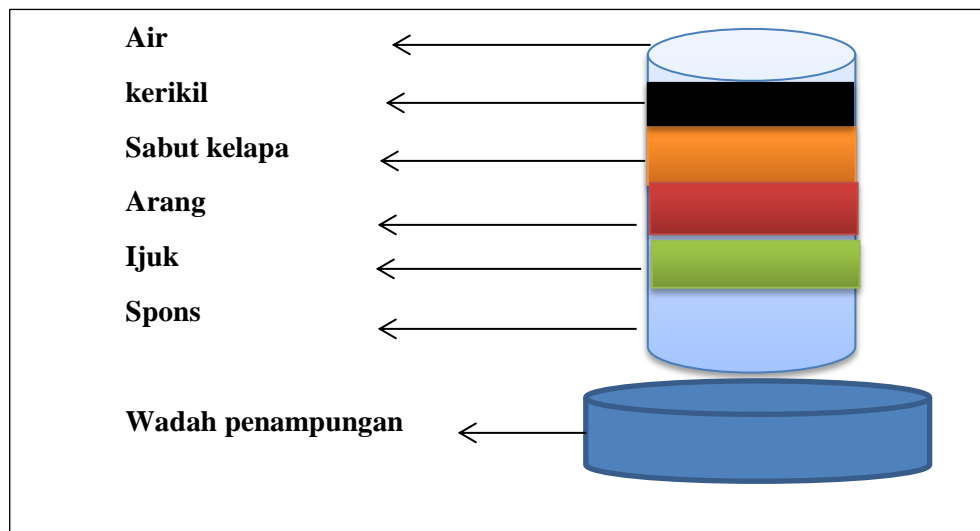 Air
kerikil
Sabut kelapa
Arang
Ijuk
Spons
Wadah penampungan